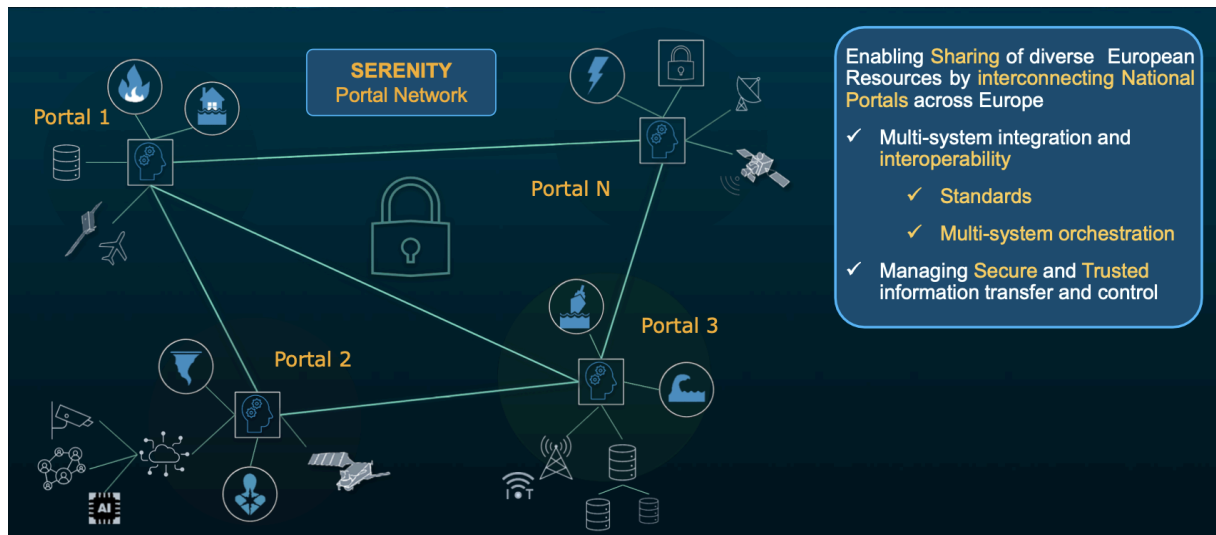 SERENITY
Portal Network
Portal 1
Portal N
Portal 2
Portal 3
AI
IOT
Enabling Sharing of diverse European
Resources by interconnecting National
Portals across Europe
✓ Multi-system integration and
interoperability
✓ Standards
✓ Multi-system orchestration
✓ Managing Secure and Trusted
information transfer and control